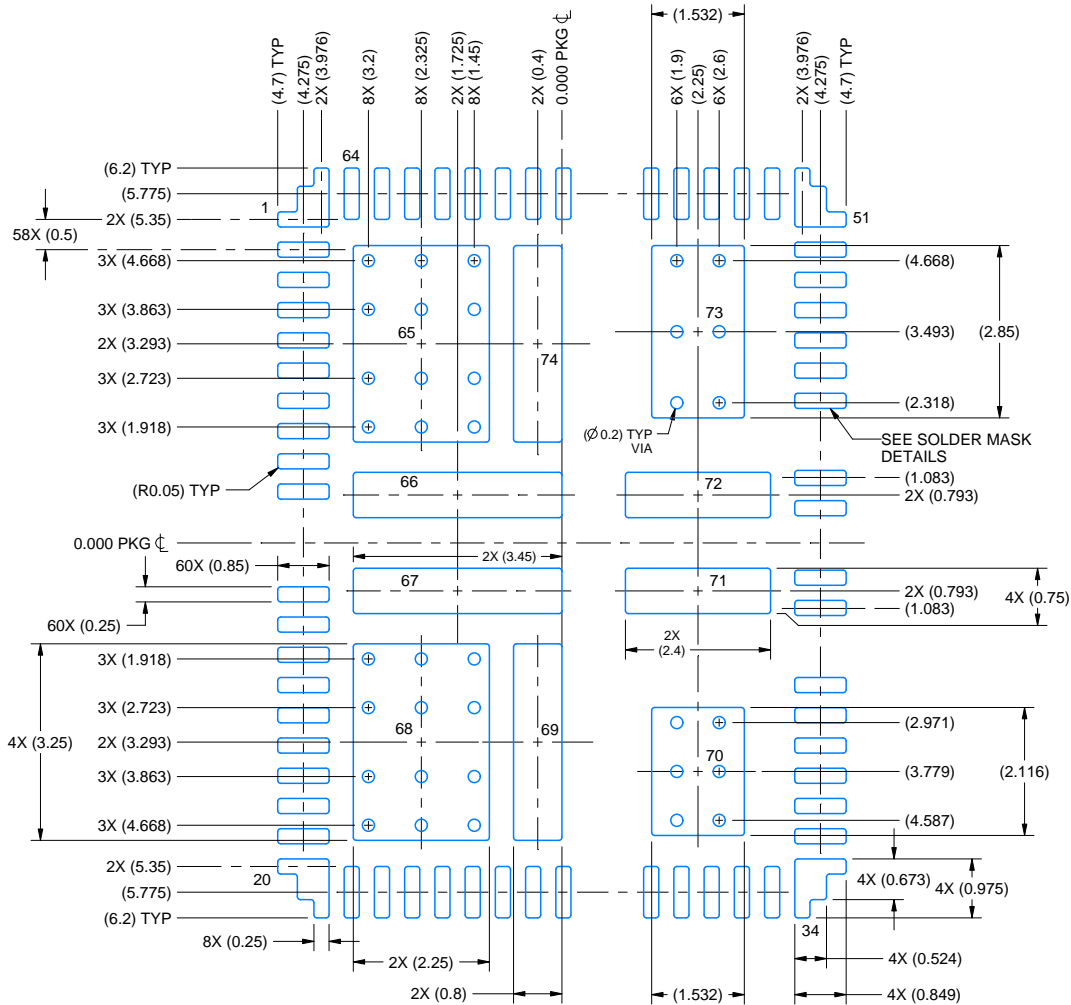 (4.7) TYP
(4.275)
2X (3.976)
8X (3.2)
8X (2.325)
2X (1.725)
8X (1.45)
2X (0.4)
0.000 PKG ℄
(1.532)
6X (1.9)
(2.25)
6X (2.6)
2X (3.976)
(4.275)
(4.7) TYP
(6.2) TYP
64
(5.775)
1
2X (5.35)
51
58X (0.5)
3X (4.668)
(4.668)
3X (3.863)
73
65
(3.493)
(2.85)
2X (3.293)
74
3X (2.723)
(2.318)
3X (1.918)
(Ø0.2) TYP
VIA
SEE SOLDER MASK
DETAILS
(R0.05) TYP
66
72
(1.083)
2X (0.793)
0.000 PKG ℄
60X (0.85)
2X (3.45)
67
71
2X (0.793)
4X (0.75)
60X (0.25)
(1.083)
2X
(2.4)
3X (1.918)
3X (2.723)
(2.971)
68
69
4X (3.25)
2X (3.293)
70
3X (3.863)
(3.779)
(2.116)
3X (4.668)
(4.587)
2X (5.35)
20
(5.775)
4X (0.673)
4X (0.975)
(6.2) TYP
34
8X (0.25)
2X (2.25)
4X (0.524)
2X (0.8)
(1.532)
4X (0.849)